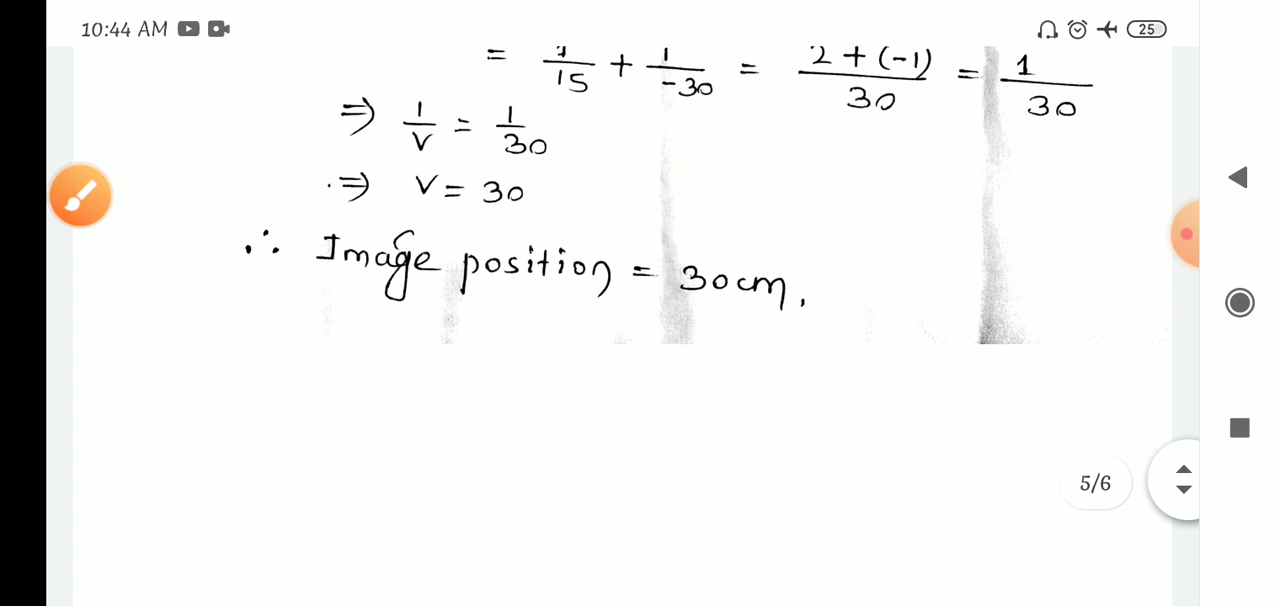 10:44 AM 25
= 1/15 + 1/-30 = 2+(-1)/30 = 1/30
⇒ 1/v = 1/30
⇒ v = 30
∴ Image position = 30cm.
5/6